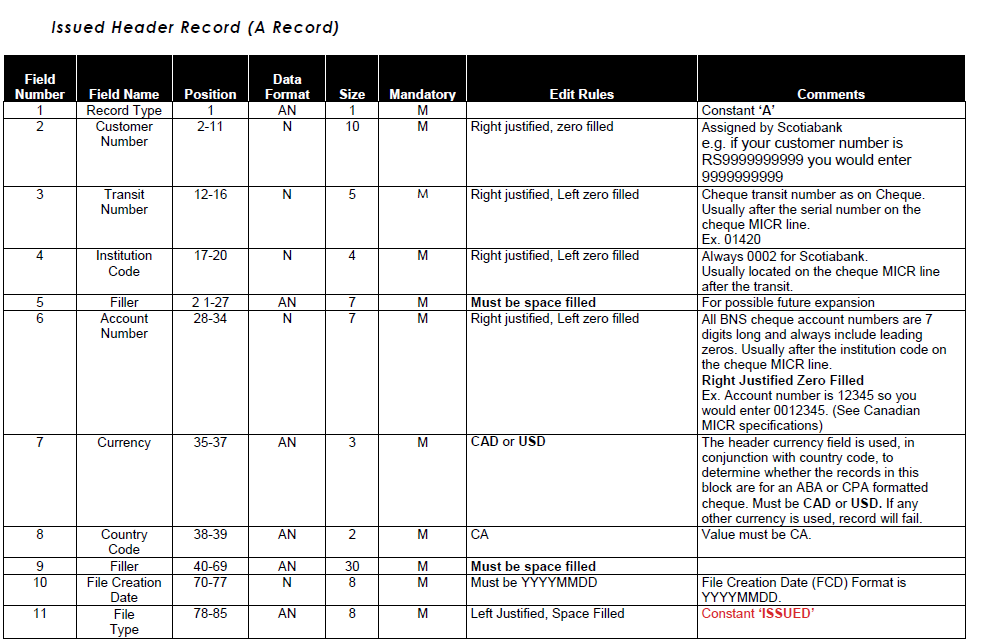 Issued Header Record (A Record)
Field Number Field Name Position Data Format Size Mandatory Edit Rules Comments
1 Record Type 1 AN 1 M Constant ‘A’
2 Customer 2-11 N 10 M Right justified, zero filled Assigned by Scotiabank
Number e.g. if your customer number is
RS9999999999 you would enter
9999999999
3 Transit 12-16 N 5 M Right justified, Left zero filled Cheque transit number as on Cheque.
Number Usually after the serial number on the
cheque MICR line.
Ex. 01420
4 Institution 17-20 N 4 M Right justified, Left zero filled Always 0002 for Scotiabank.
Code Usually located on the cheque MICR line
after the transit.
5 Filler 2 1-27 AN 7 M Must be space filled For possible future expansion
6 Account 28-34 N 7 M Right justified, Left zero filled All BNS cheque account numbers are 7
Number digits long and always include leading
zeros. Usually after the institution code on
the cheque MICR line.
Right Justified Zero Filled
Ex. Account number is 12345 so you
would enter 0012345. (See Canadian
MICR specifications)
7 Currency 35-37 AN 3 M CAD or USD The header currency field is used, in
conjunction with country code, to
determine whether the records in this
block are for an ABA or CPA formatted
cheque. Must be CAD or USD. If any
other currency is used, record will fail.
8 Country 38-39 AN 2 M CA Value must be CA.
Code
9 Filler 40-69 AN 30 M Must be space filled
10 File Creation 70-77 N 8 M Must be YYYYMMDD File Creation Date (FCD) Format is
Date YYYYMMDD.
11 File 78-85 AN 8 M Left Justified, Space Filled Constant ‘ISSUED’
Type